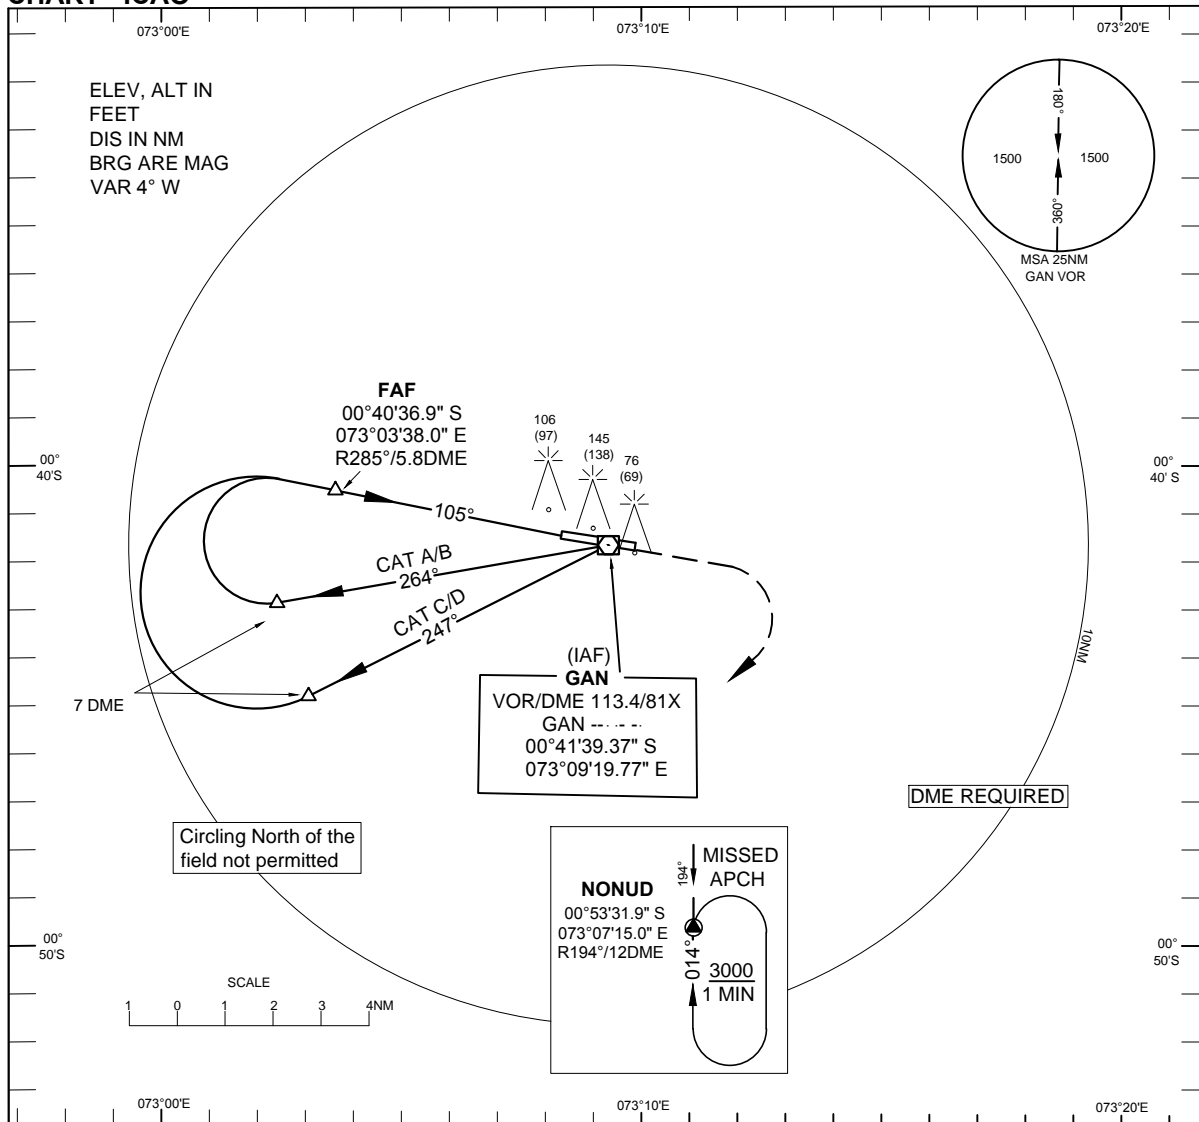 CHART - ICAO
073°00'E
073°10'E
073°20'E
ELEV, ALT IN
FEET
DIS IN NM
BRG ARE MAG
VAR 4° W
180°
1500
1500
360°
MSA 25NM
GAN VOR
FAF
00°40'36.9" S
073°03'38.0" E
R285°/5.8DME
106
(97)
145
(138)
76
(69)
00°
40'S
00°
40' S
105°
CAT A/B
264°
CAT C/D
247°
7 DME
(IAF)
GAN
VOR/DME 113.4/81X
GAN
00°41'39.37" S
073°09'19.77" E
10NM
DME REQUIRED
Circling North of the
field not permitted
194°
MISSED
APCH
NONUD
00°53'31.9" S
073°07'15.0" E
R194°/12DME
014°
3000
1 MIN
00°
50'S
00°
50'S
SCALE
1 0 1 2 3 4NM
073°00'E
073°10'E
073°20'E